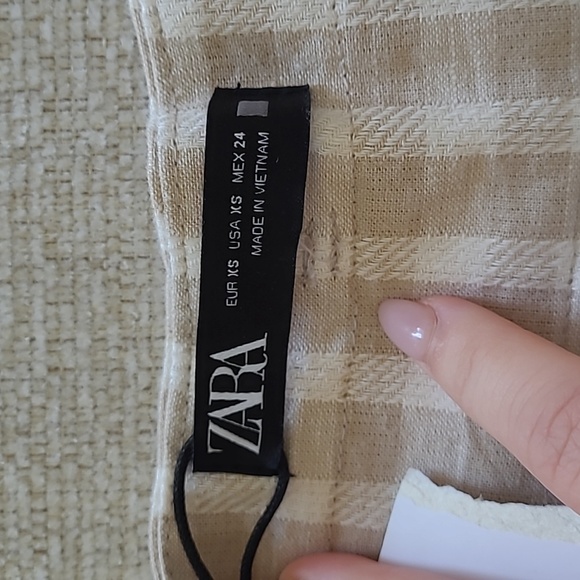 ZARA
EUR XS USA XS MEX 24
MADE IN VIETNAM